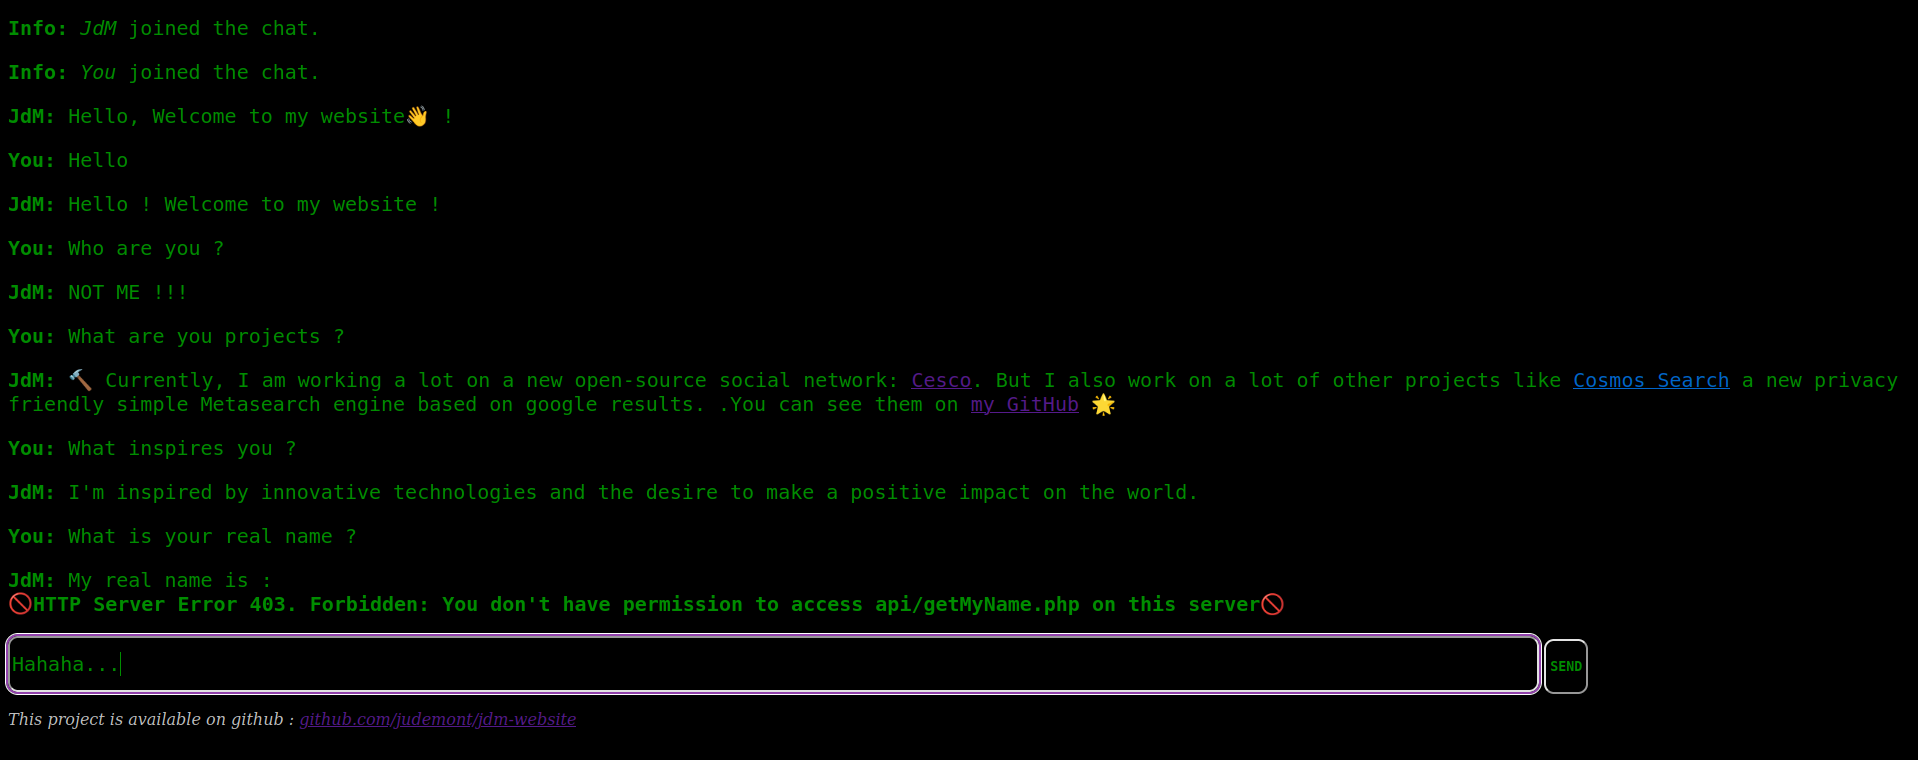 Info: JdM joined the chat.
Info: You joined the chat.
JdM: Hello, Welcome to my website👋 !
You: Hello
JdM: Hello ! Welcome to my website !
You: Who are you ?
JdM: NOT ME !!!
You: What are you projects ?
JdM: 🔨 Currently, I am working a lot on a new open-source social network: Cesco. But I also work on a lot of other projects like Cosmos Search a new privacy
friendly simple Metasearch engine based on google results. .You can see them on my GitHub 🌟
You: What inspires you ?
JdM: I'm inspired by innovative technologies and the desire to make a positive impact on the world.
You: What is your real name ?
JdM: My real name is :
🚫HTTP Server Error 403. Forbidden: You don't have permission to access api/getMyName.php on this server🚫
Hahaha...
SEND
This project is available on github : github.com/judemont/jdm-website